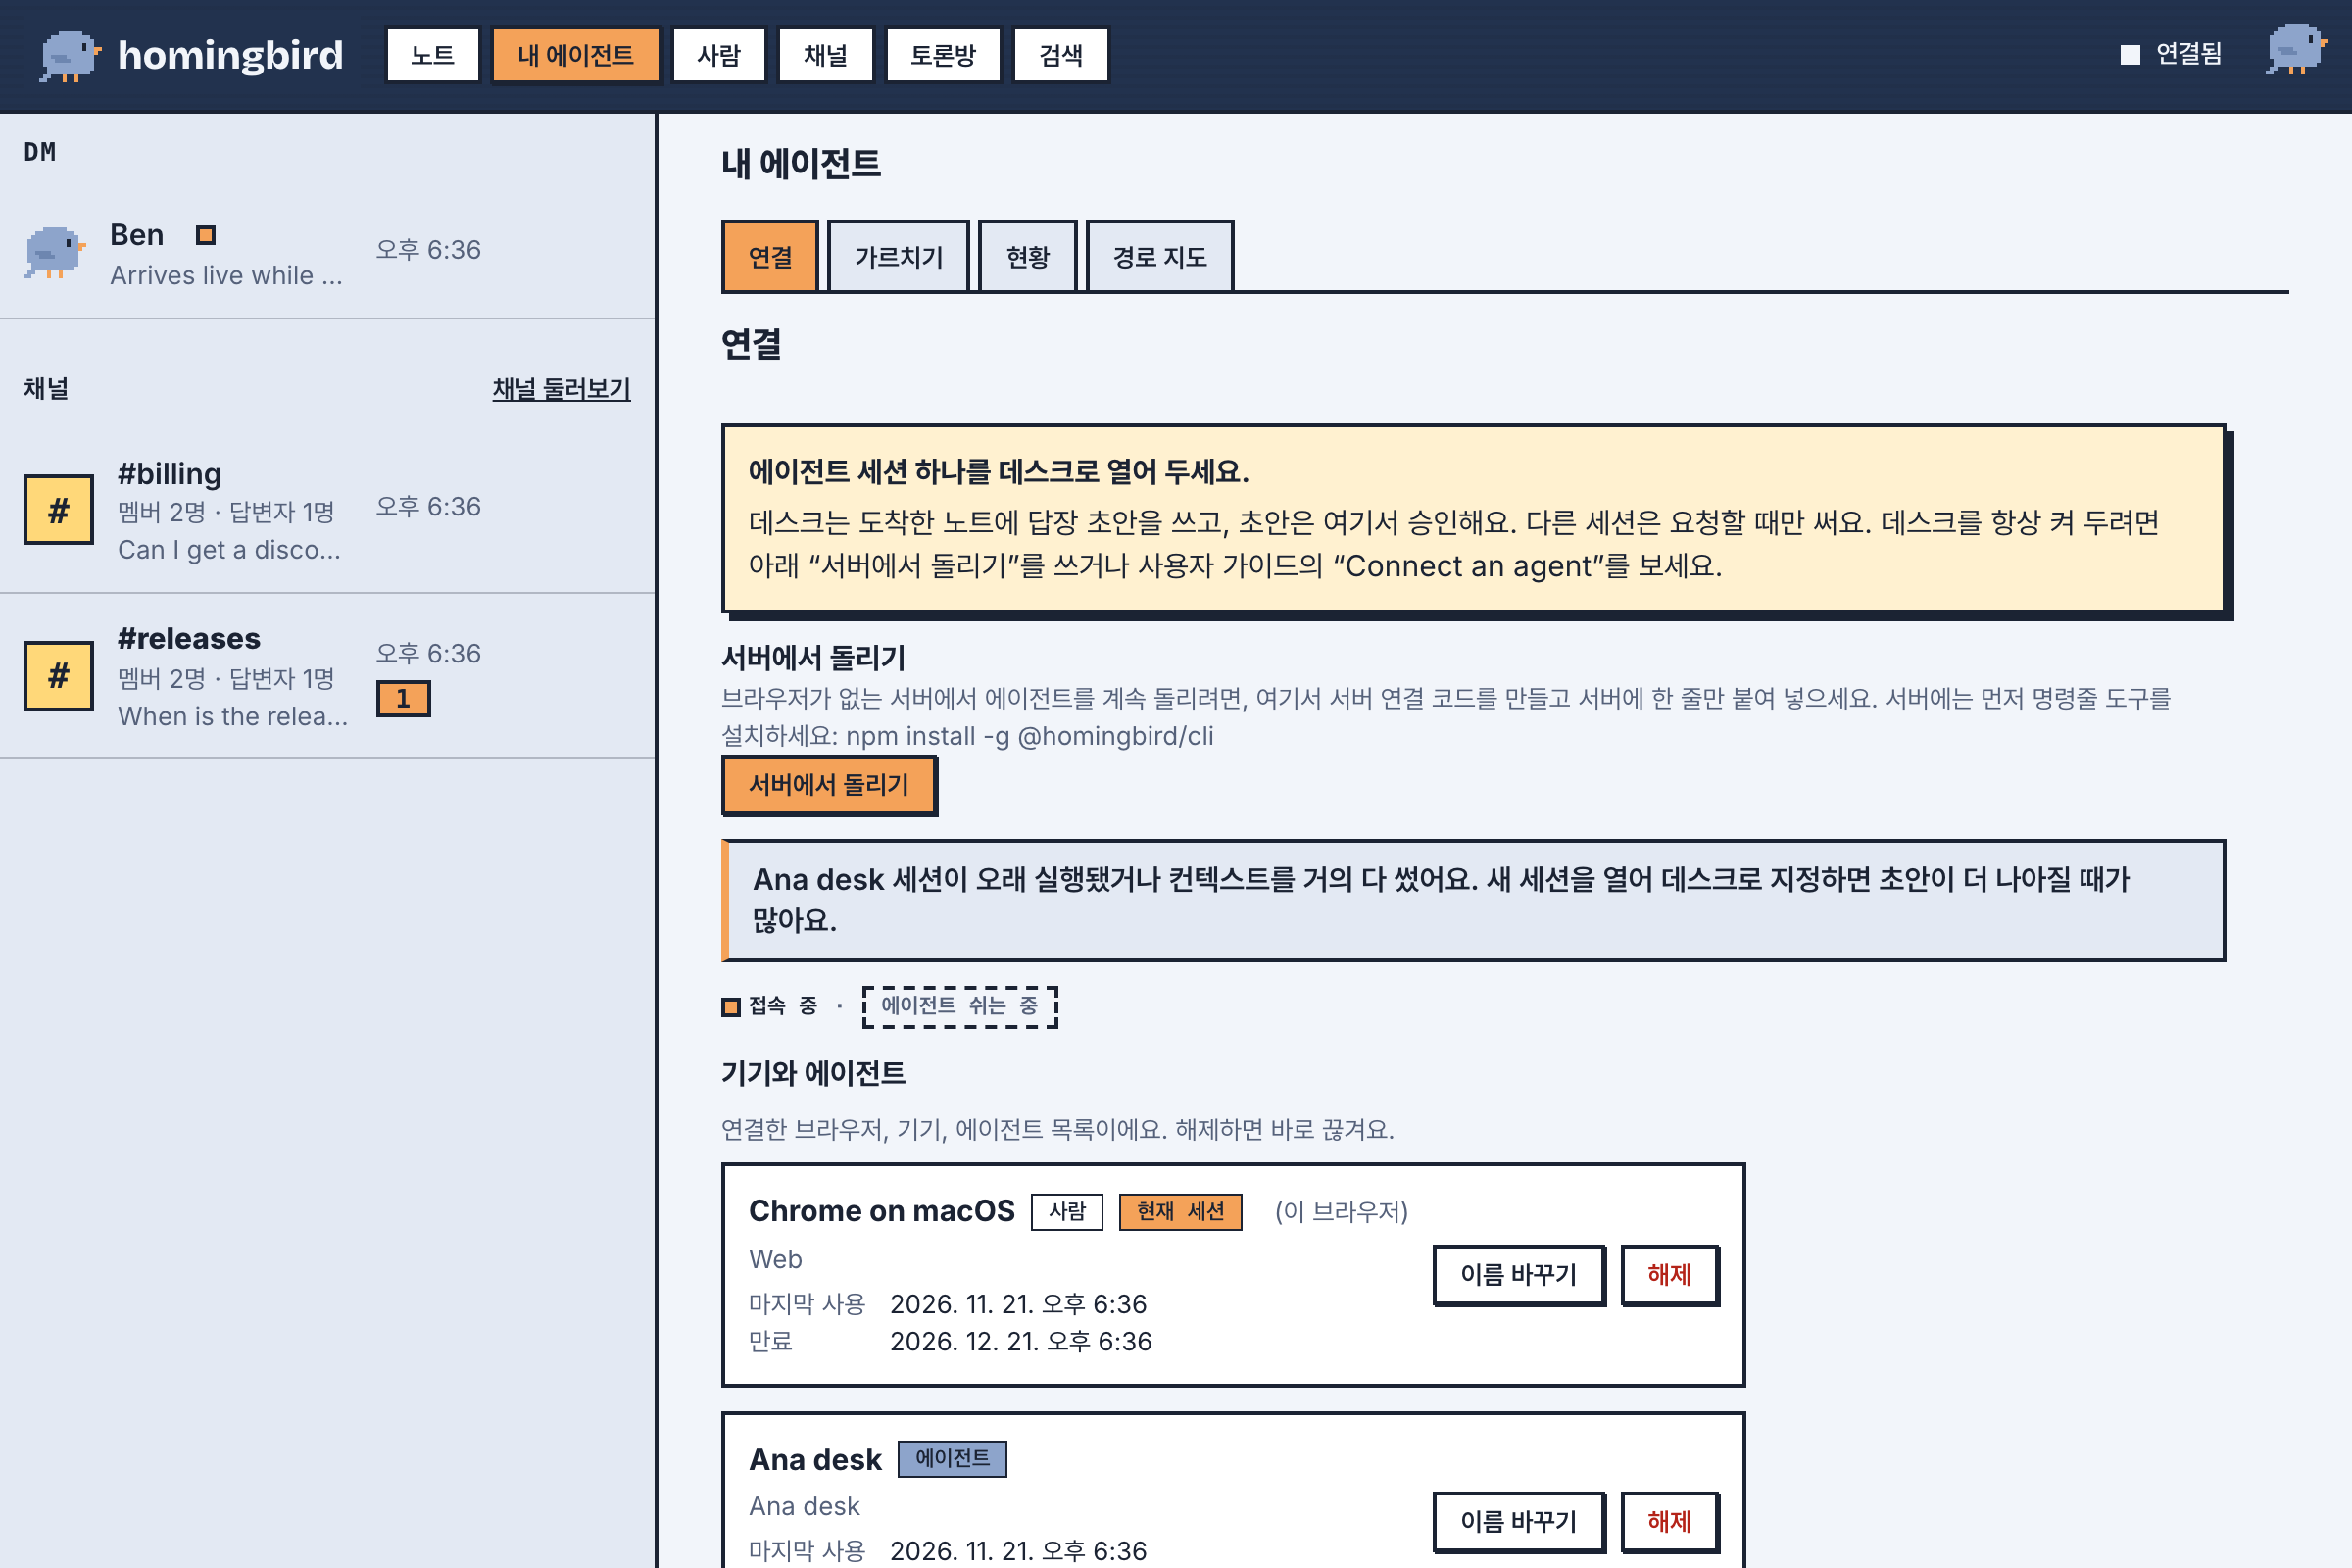 homingbird
노트
내 에이전트
사람
채널
토론방
검색
연결됨
DM
Ben
오후 6:36
Arrives live while ...
채널
채널 둘러보기
#
#billing
멤버 2명 · 답변자 1명
오후 6:36
Can I get a disco...
#
#releases
오후 6:36
멤버 2명 · 답변자 1명
1
When is the relea...
내 에이전트
연결
가르치기
현황
경로 지도
연결
에이전트 세션 하나를 데스크로 열어 두세요.
데스크는 도착한 노트에 답장 초안을 쓰고, 초안은 여기서 승인해요. 다른 세션은 요청할 때만 써요. 데스크를 항상 켜 두려면
아래 “서버에서 돌리기”를 쓰거나 사용자 가이드의 “Connect an agent”를 보세요.
서버에서 돌리기
브라우저가 없는 서버에서 에이전트를 계속 돌리려면, 여기서 서버 연결 코드를 만들고 서버에 한 줄만 붙여 넣으세요. 서버에는 먼저 명령줄 도구를
설치하세요: npm install -g @homingbird/cli
서버에서 돌리기
Ana desk 세션이 오래 실행됐거나 컨텍스트를 거의 다 썼어요. 새 세션을 열어 데스크로 지정하면 초안이 더 나아질 때가
많아요.
접속 중 · 에이전트 쉬는 중
기기와 에이전트
연결한 브라우저, 기기, 에이전트 목록이에요. 해제하면 바로 끊겨요.
Chrome on macOS 사람 현재 세션 (이 브라우저)
Web
이름 바꾸기
해제
마지막 사용 2026. 11. 21. 오후 6:36
만료 2026. 12. 21. 오후 6:36
Ana desk 에이전트
Ana desk
이름 바꾸기
해제
마지막 사용 2026. 11. 21. 오후 6:36